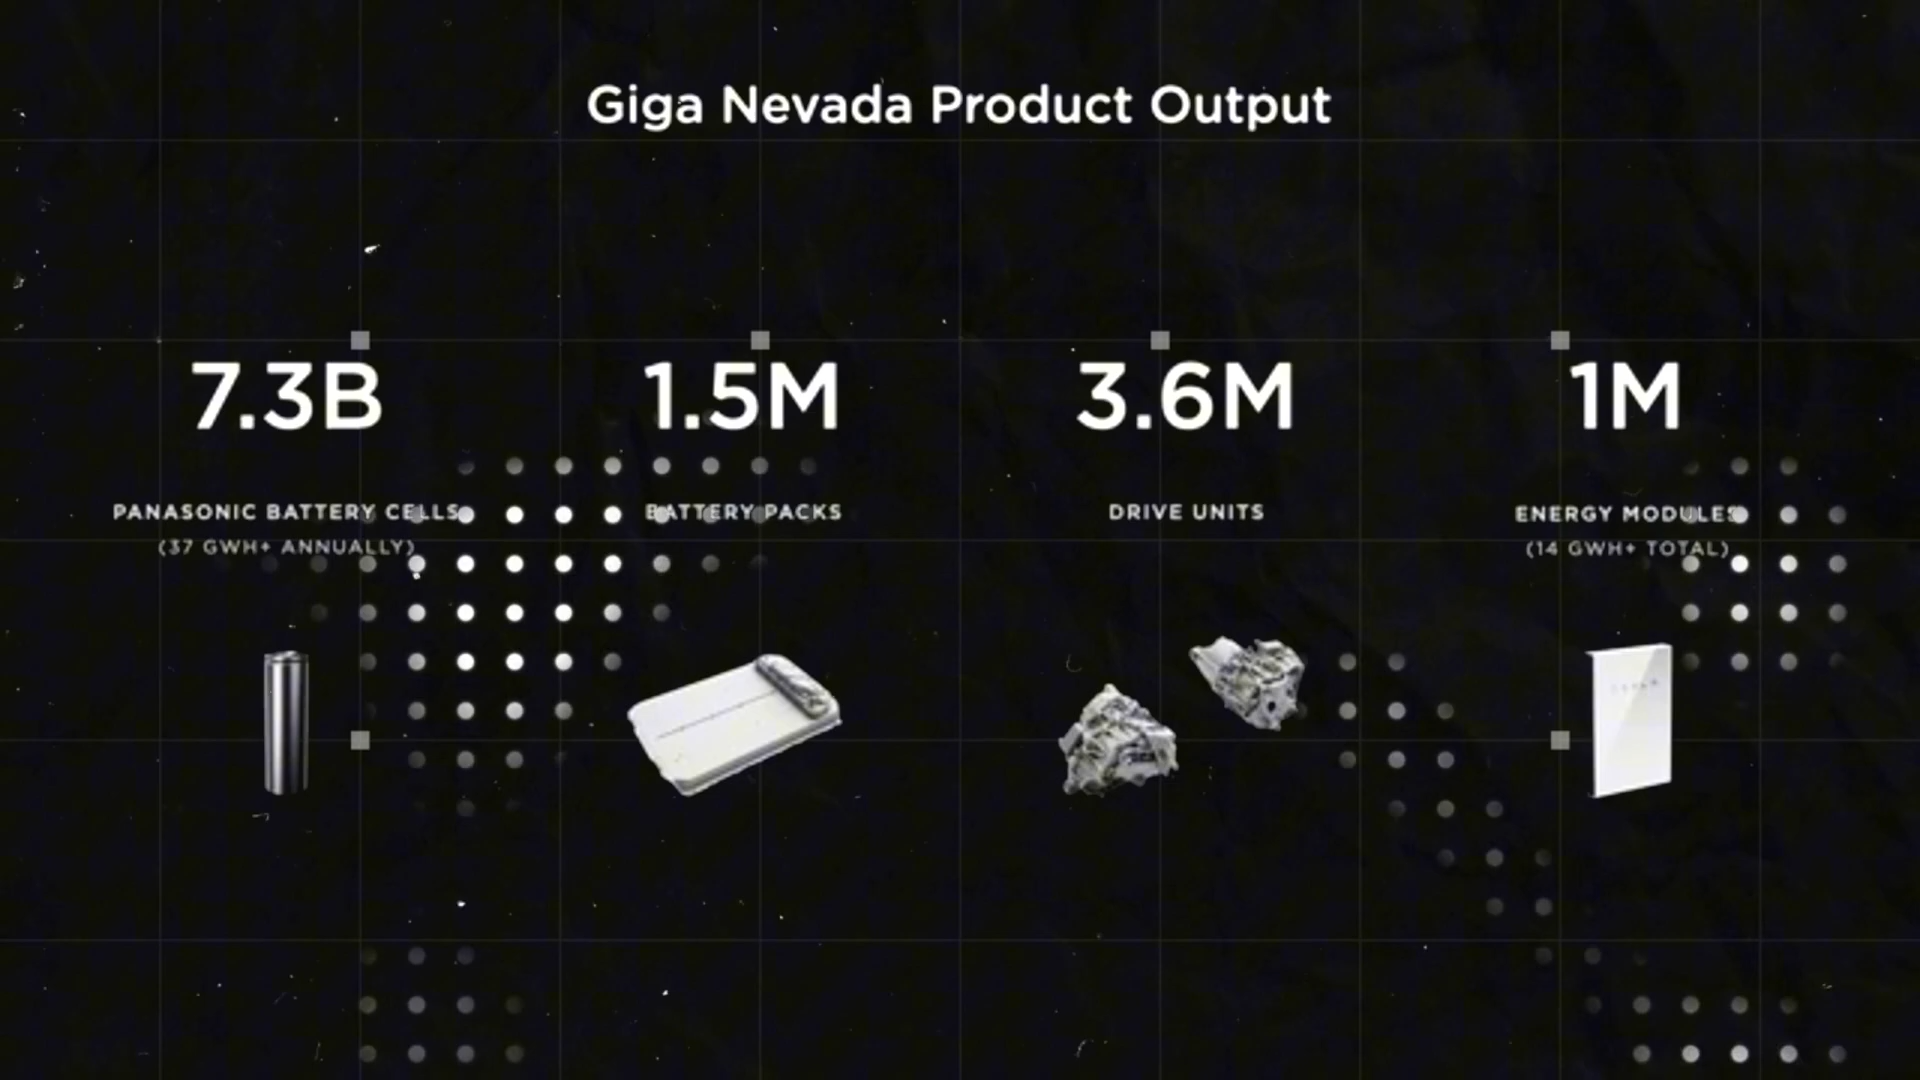 Giga Nevada Product Output
7.3B
PANASONIC BATTERY CELLS
(37 GWH+ ANNUALLY)
1.5M
BATTERY PACKS
3.6M
DRIVE UNITS
1M
ENERGY MODULES
(14 GWH+ TOTAL)
TESLA